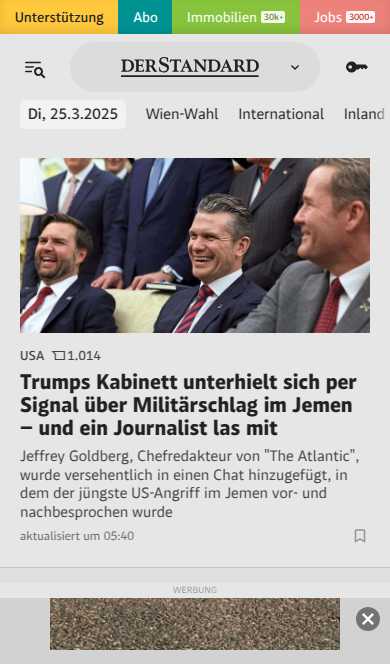 Unterstützung Abo Immobilien 30k+ Jobs 3000+
DERSTANDARD
Di, 25.3.2025 Wien-Wahl International Inland
USA 1.014
Trumps Kabinett unterhielt sich per
Signal über Militärschlag im Jemen
– und ein Journalist las mit
Jeffrey Goldberg, Chefredakteur von "The Atlantic",
wurde versehentlich in einen Chat hinzugefügt, in
dem der jüngste US-Angriff im Jemen vor- und
nachbesprochen wurde
aktualisiert um 05:40
WERBUNG